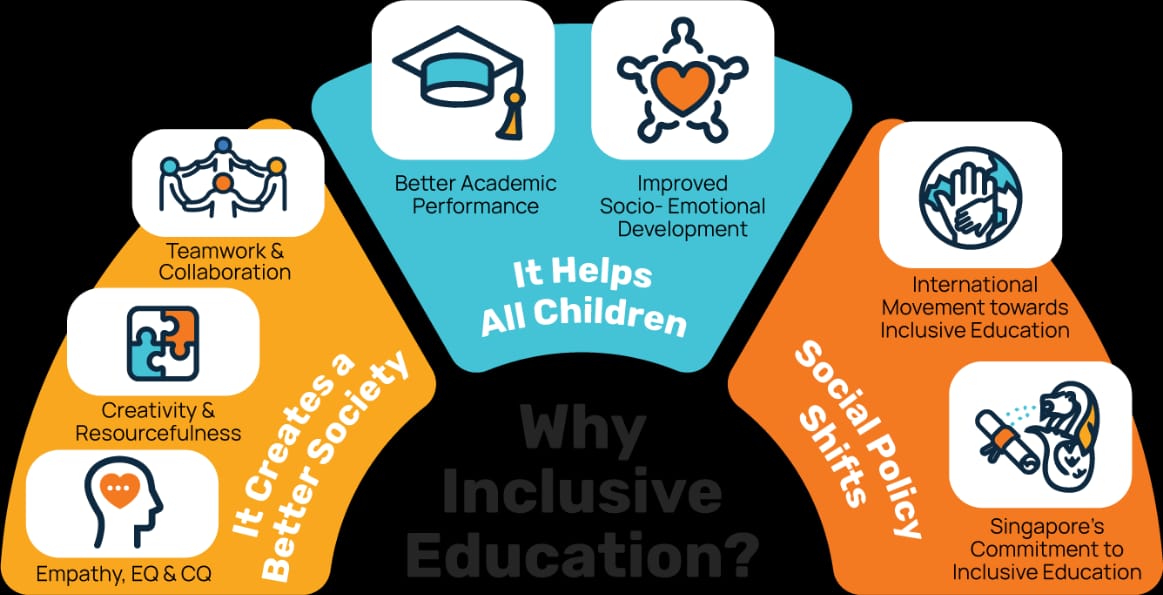 Teamwork &
Collaboration
Creativity &
Resourcefulness
Empathy, EQ & CQ
It Creates a
Better Society
Better Academic
Performance
Improved
Socio- Emotional
Development
It Helps
All Children
International
Movement towards
Inclusive Education
Singapore's
Commitment to
Inclusive Education
Social Policy
Shifts
Why
Inclusive
Education?